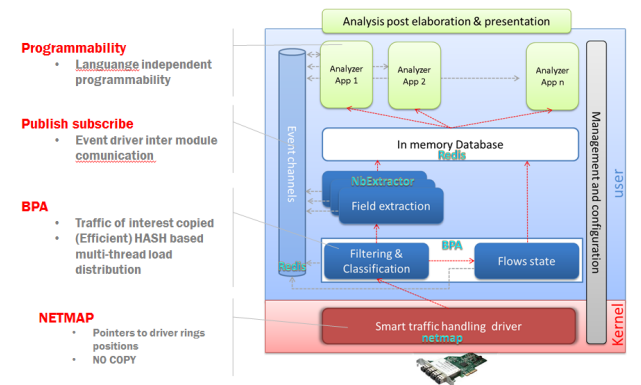 Programmability
• Languange independent
programmability
Publish subscribe
• Event driver inter module
comunication
BPA
• Traffic of interest copied
• (Efficient) HASH based
multi-thread load
distribution
NETMAP
• Pointers to driver rings
positions
• NO COPY
Analysis post elaboration & presentation
Analyzer
App 1
Analyzer
App 2
Analyzer
App n
Event channels
Redis
In memory Database
Redis
NbExtractor
Field extraction
BPA
Filtering &
Classification
Flows state
Smart traffic handling driver
netmap
Management and configuration
user
Kernel